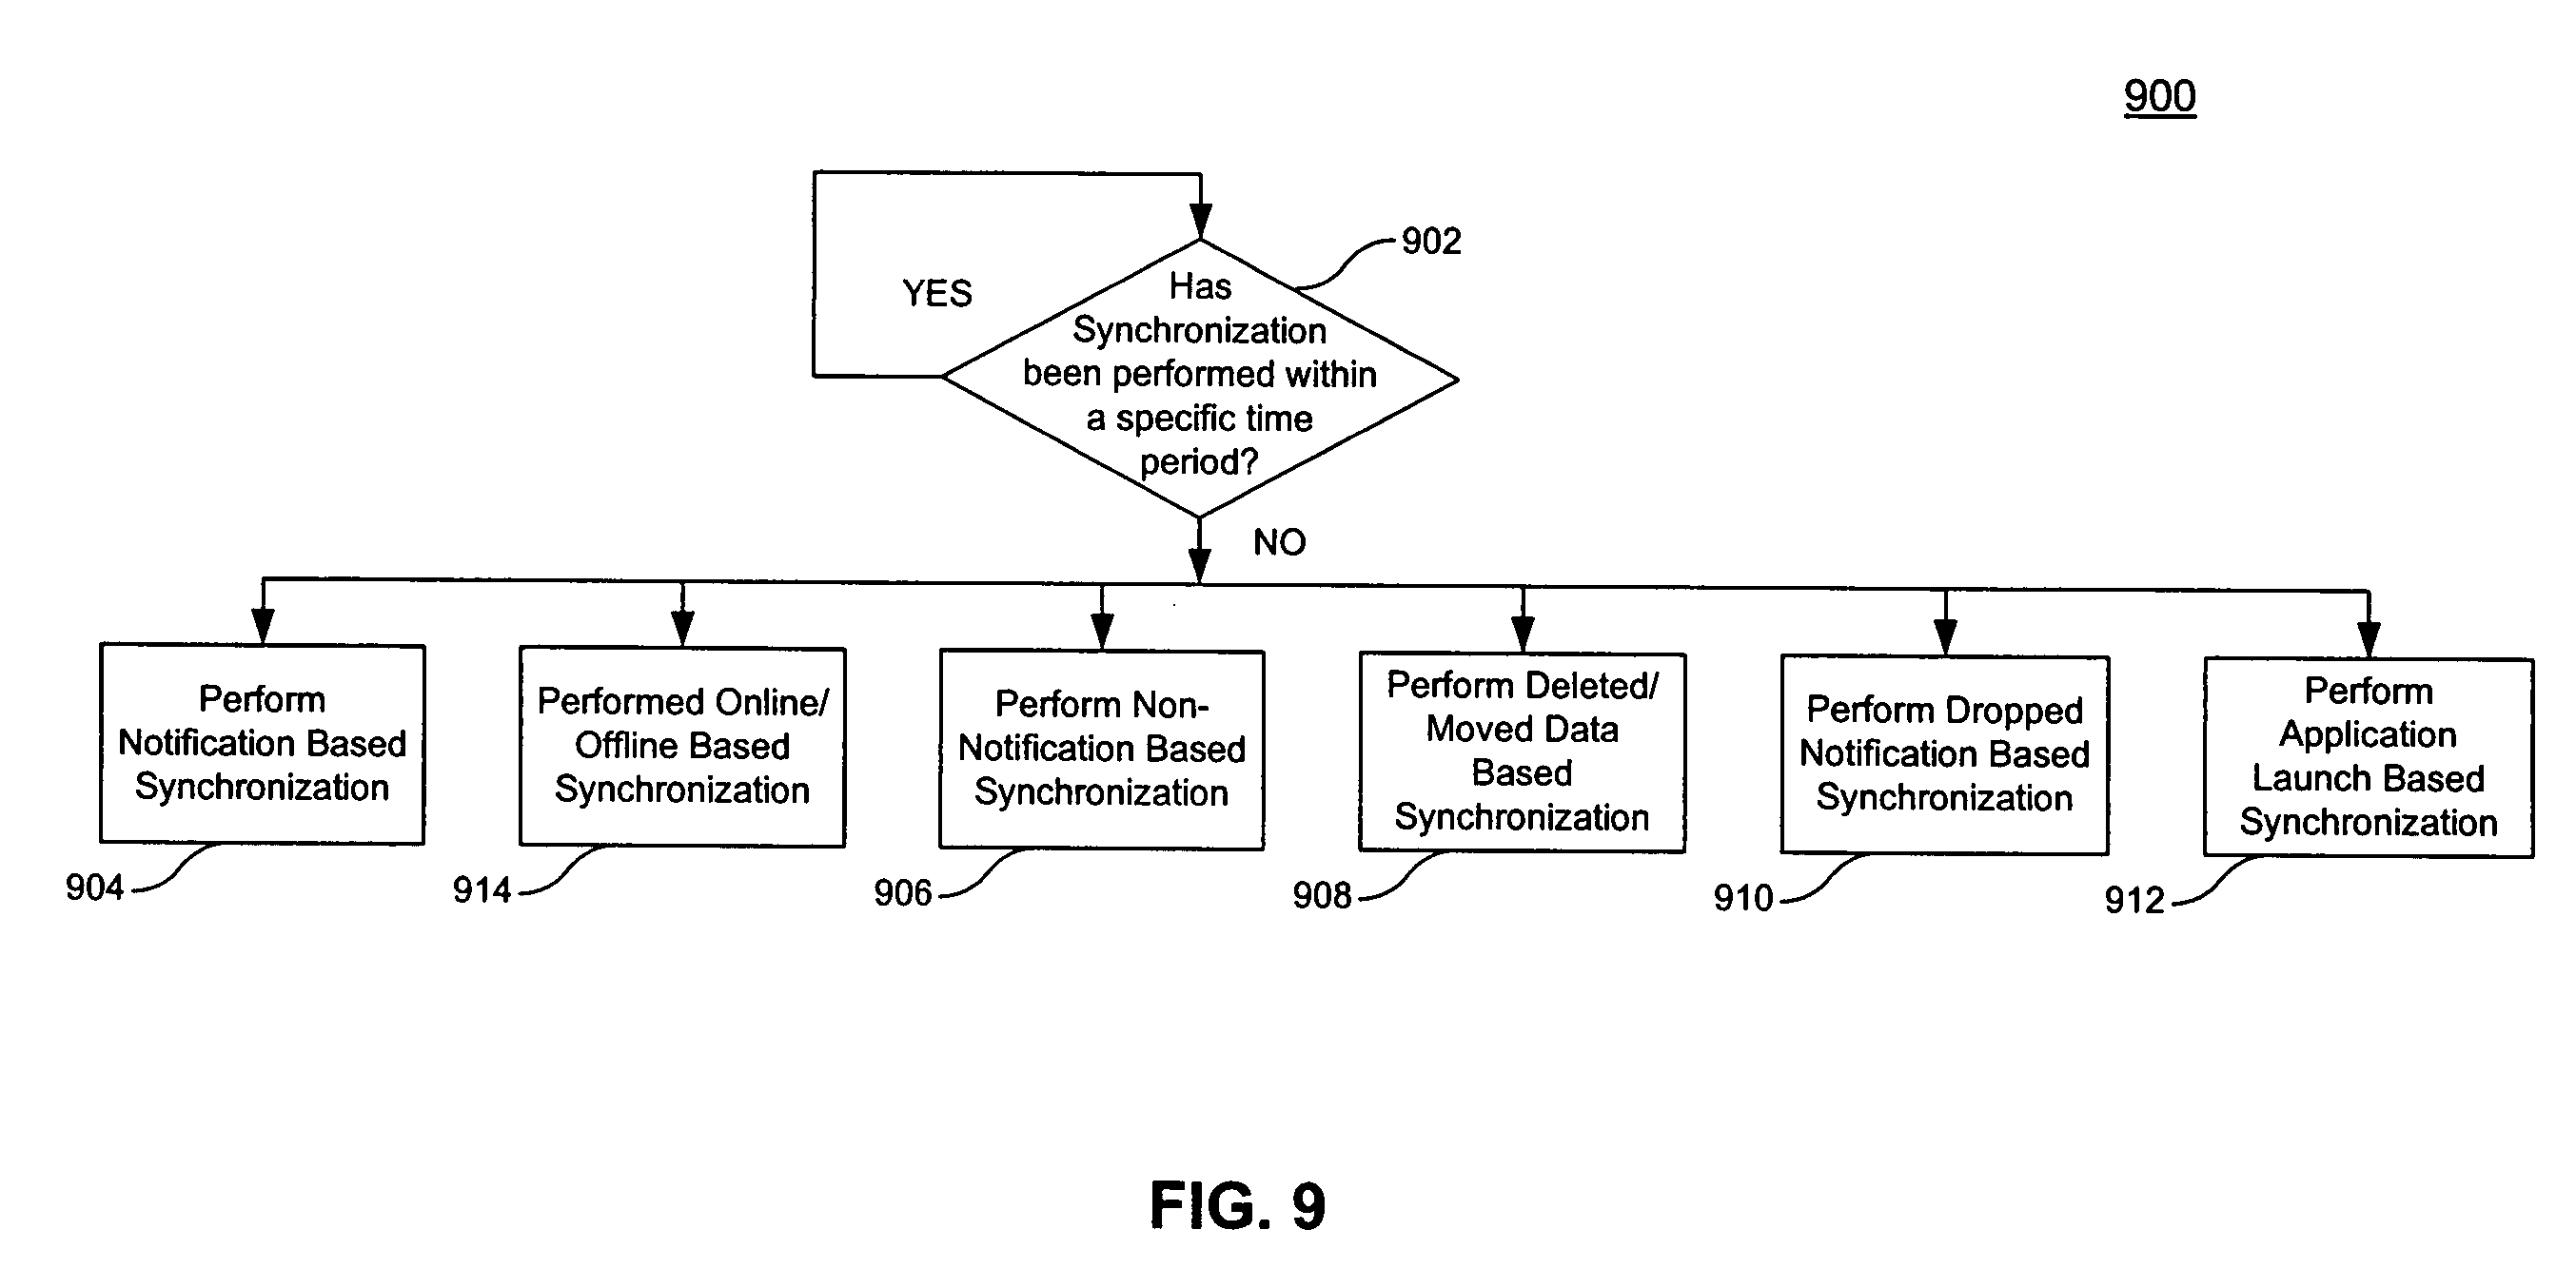 900
902
YES
Has
Synchronization
been performed within
a specific time
period?
NO
Perform
Notification Based
Synchronization
904
Performed Online/
Offline Based
Synchronization
914
Perform Non-
Notification Based
Synchronization
906
Perform Deleted/
Moved Data
Based
Synchronization
908
Perform Dropped
Notification Based
Synchronization
910
Perform
Application
Launch Based
Synchronization
912
FIG. 9